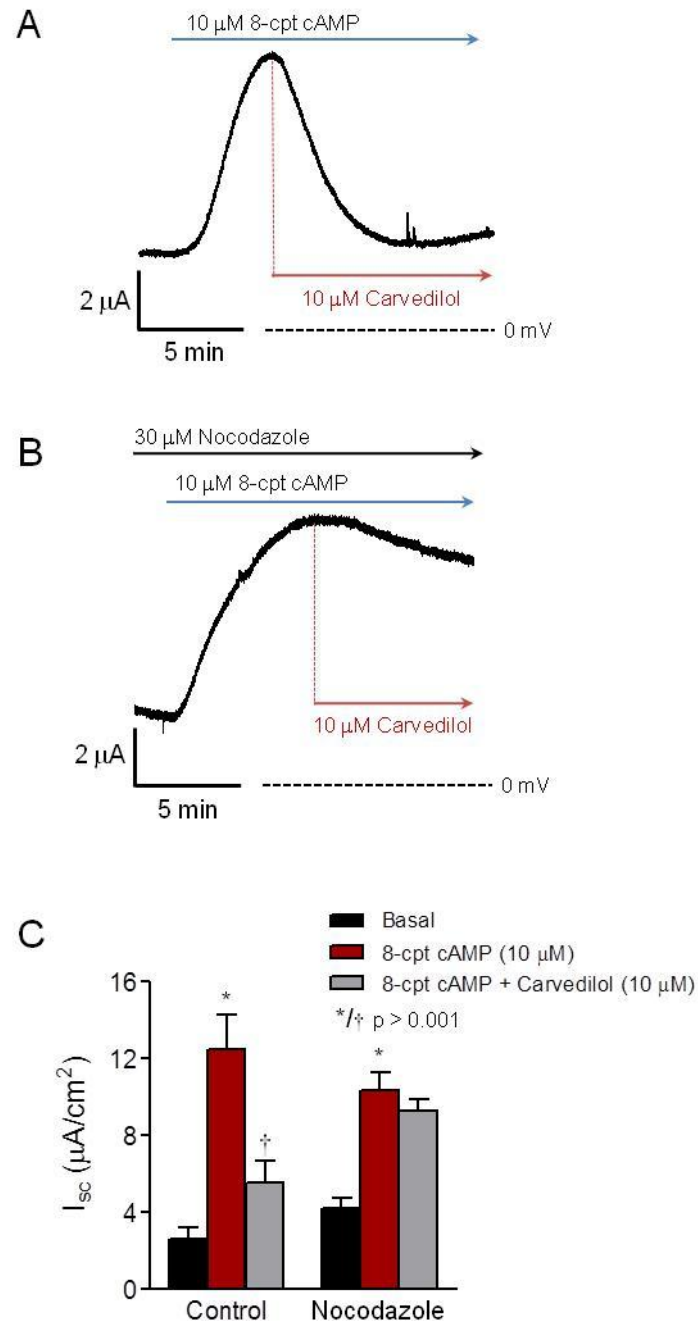 A
10 μM 8-cpt cAMP
2 μA
10 μM Carvedilol
5 min
0 mV
B
30 μM Nocodazole
10 μM 8-cpt cAMP
10 μM Carvedilol
2 μA
5 min
0 mV
C
Basal
8-cpt cAMP (10 μM)
8-cpt cAMP + Carvedilol (10 μM)
*/† p > 0.001
16
12
8
4
0
Isc (μA/cm²)
*
†
*
Control
Nocodazole